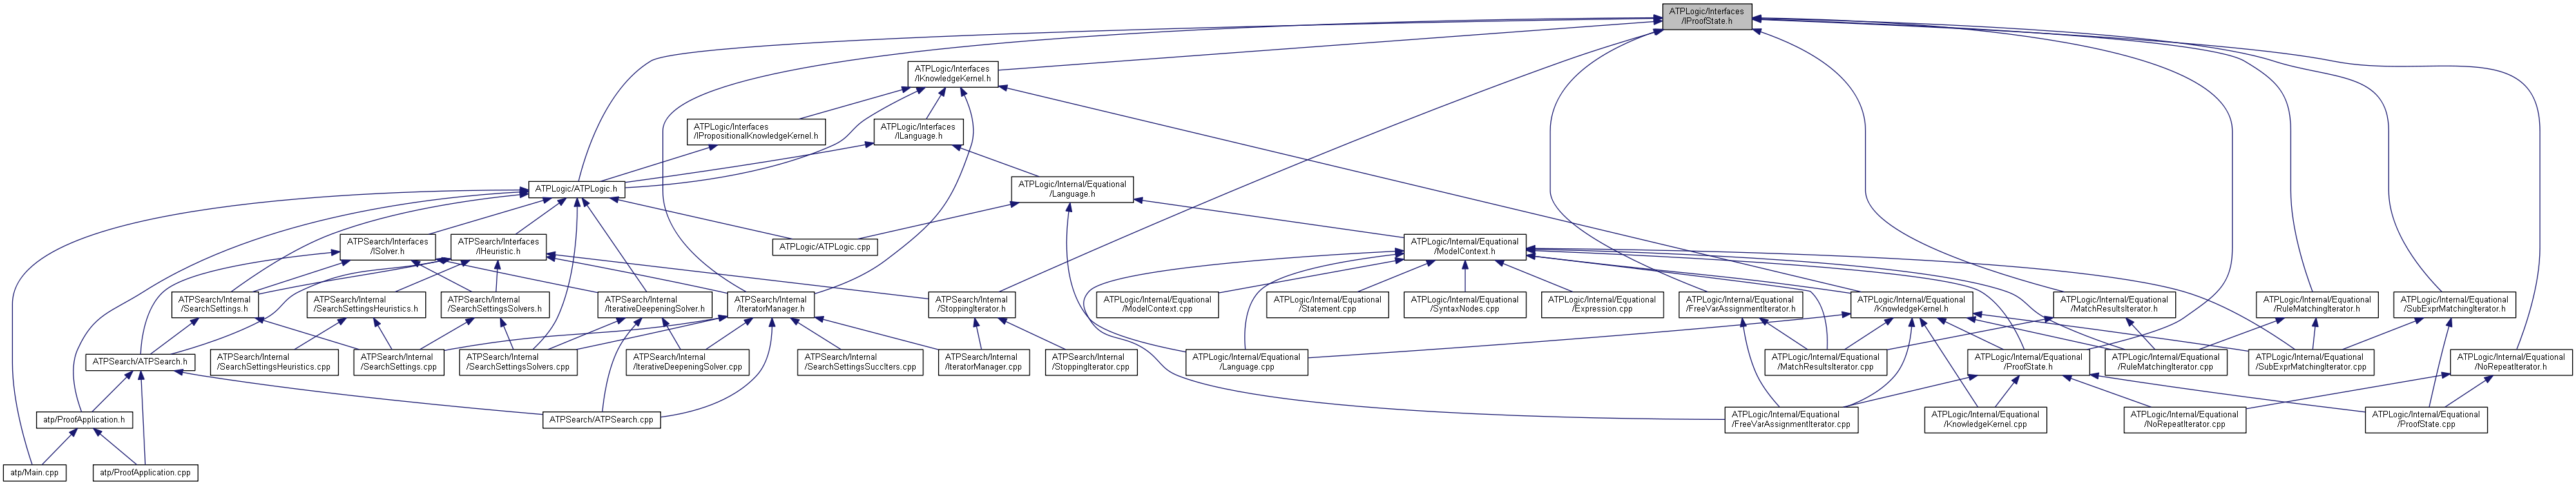 ATPLogic/Interfaces
/IProofState.h
ATPLogic/Interfaces
/IKnowledgeKernel.h
ATPLogic/Interfaces
/IPropositionalKnowledgeKernel.h
ATPLogic/Interfaces
/ILanguage.h
ATPLogic/ATPLogic.h
ATPLogic/Internal/Equational
/Language.h
ATPSearch/Interfaces
/ISolver.h
ATPSearch/Interfaces
/IHeuristic.h
ATPLogic/ATPLogic.cpp
ATPLogic/Internal/Equational
/ModelContext.h
ATPSearch/Internal
/SearchSettings.h
ATPSearch/Internal
/SearchSettingsHeuristics.h
ATPSearch/Internal
/SearchSettingsSolvers.h
ATPSearch/Internal
/IterativeDeepeningSolver.h
ATPSearch/Internal
/IteratorManager.h
ATPSearch/Internal
/StoppingIterator.h
ATPLogic/Internal/Equational
/ModelContext.cpp
ATPLogic/Internal/Equational
/Statement.cpp
ATPLogic/Internal/Equational
/SyntaxNodes.cpp
ATPLogic/Internal/Equational
/Expression.cpp
ATPLogic/Internal/Equational
/FreeVarAssignmentIterator.h
ATPLogic/Internal/Equational
/KnowledgeKernel.h
ATPLogic/Internal/Equational
/MatchResultsIterator.h
ATPLogic/Internal/Equational
/RuleMatchingIterator.h
ATPLogic/Internal/Equational
/SubExprMatchingIterator.h
ATPSearch/ATPSearch.h
ATPSearch/Internal
/SearchSettingsHeuristics.cpp
ATPSearch/Internal
/SearchSettings.cpp
ATPSearch/Internal
/SearchSettingsSolvers.cpp
ATPSearch/Internal
/IterativeDeepeningSolver.cpp
ATPSearch/Internal
/SearchSettingsSuccIters.cpp
ATPSearch/Internal
/IteratorManager.cpp
ATPSearch/Internal
/StoppingIterator.cpp
ATPLogic/Internal/Equational
/Language.cpp
ATPLogic/Internal/Equational
/MatchResultsIterator.cpp
ATPLogic/Internal/Equational
/ProofState.h
ATPLogic/Internal/Equational
/RuleMatchingIterator.cpp
ATPLogic/Internal/Equational
/SubExprMatchingIterator.cpp
ATPLogic/Internal/Equational
/NoRepeatIterator.h
atp/ProofApplication.h
ATPSearch/ATPSearch.cpp
ATPLogic/Internal/Equational
/FreeVarAssignmentIterator.cpp
ATPLogic/Internal/Equational
/KnowledgeKernel.cpp
ATPLogic/Internal/Equational
/NoRepeatIterator.cpp
ATPLogic/Internal/Equational
/ProofState.cpp
atp/Main.cpp
atp/ProofApplication.cpp